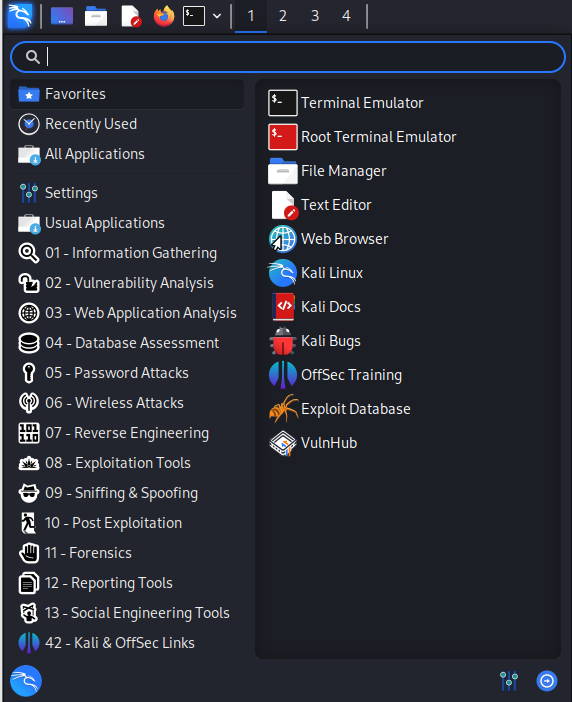 1 2 3 4
Favorites
Recently Used
All Applications
Settings
Usual Applications
01 - Information Gathering
02 - Vulnerability Analysis
03 - Web Application Analysis
04 - Database Assessment
05 - Password Attacks
06 - Wireless Attacks
07 - Reverse Engineering
08 - Exploitation Tools
09 - Sniffing & Spoofing
10 - Post Exploitation
11 - Forensics
12 - Reporting Tools
13 - Social Engineering Tools
42 - Kali & OffSec Links
Terminal Emulator
Root Terminal Emulator
File Manager
Text Editor
Web Browser
Kali Linux
Kali Docs
Kali Bugs
OffSec Training
Exploit Database
VulnHub